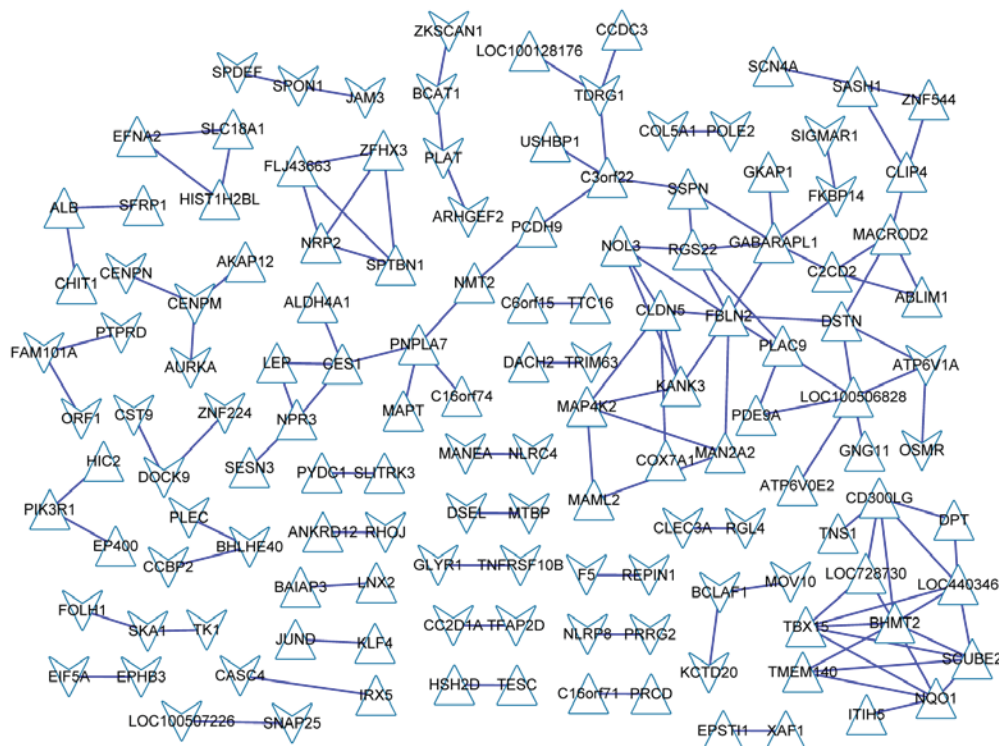 ZKSCAN1
CCDC3
LOC100128176
SCN4A
SASH1
SPDEF
SPON1
JAM3
BCAT1
TDRG1
ZNF544
EFNA2
SLC18A1
ZFHX3
FLJ43663
PLAT
USHBP1
COL5A1
POLE2
SIGMAR1
C3orf22
SSPN
GKAP1
FKBP14
CLIP4
HIST1H2BL
ALB
SFRP1
ARHGEF2
PCDH9
NRP2
SPTBN1
NOL3
RGS22
GABARAPL1
MACROD2
CHIT1
CENPN
AKAP12
NMT2
C2CD2
ABLIM1
CENPM
ALDH4A1
C6orf15
TTC16
CLDN5
FBLN2
DSTN
PTPRD
FAM101A
AURKA
LEP
CES1
PNPLA7
DACH2
TRIM63
PLAC9
ATP6V1A
KANK3
LOC100506828
ORF1
CST9
ZNF224
NPR3
MAPT
C16orf74
MAP4K2
PDE9A
HIC2
DOCK9
SESN3
PYDC1
SLITRK3
MANEA
NLRC4
COX7A1
MAN2A2
GNG11
OSMR
PIK3R1
PLEC
MAML2
ATP6V0E2
CD300LG
EP400
CCBP2
BHLHE40
ANKRD12
RHOJ
DSEL
MTBP
CLEC3A
RGL4
TNS1
DPT
GLYR1
TNFRSF10B
F5
REPIN1
LOC728730
LOC440346
BAIAP3
LNX2
BCLAF1
MOV10
FOLH1
SKA1
TK1
CC2D1A
TFAP2D
NLRP8
PRRG2
TBX15
BHMT2
JUND
KLF4
SCUBE2
EIF5A
EPHB3
CASC4
IRX5
HSH2D
TESC
C16orf71
PRCD
KCTD20
TMEM140
NQO1
ITIH5
LOC100507226
SNAP25
EPSTI1
XAF1